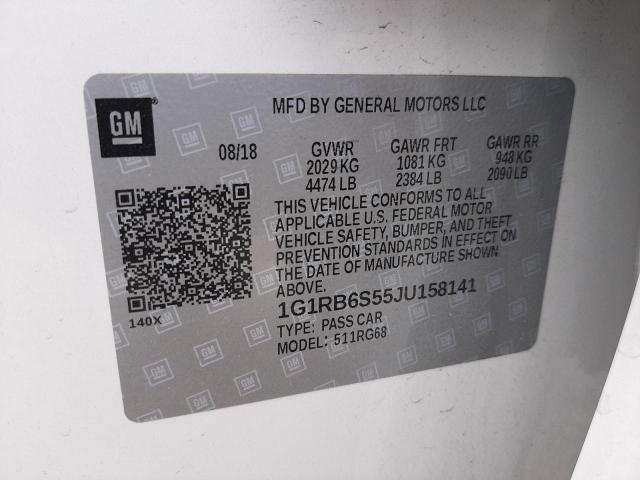 GM
MFD BY GENERAL MOTORS LLC
08/18
GVWR GAWR FRT GAWR RR
2029 KG 1081 KG 948 KG
4474 LB 2384 LB 2090 LB
THIS VEHICLE CONFORMS TO ALL
APPLICABLE U.S. FEDERAL MOTOR
VEHICLE SAFETY, BUMPER, AND THEFT
PREVENTION STANDARDS IN EFFECT ON
THE DATE OF MANUFACTURE SHOWN
ABOVE.
1G1RB6S55JU158141
140X
TYPE: PASS CAR
MODEL: 511RG68